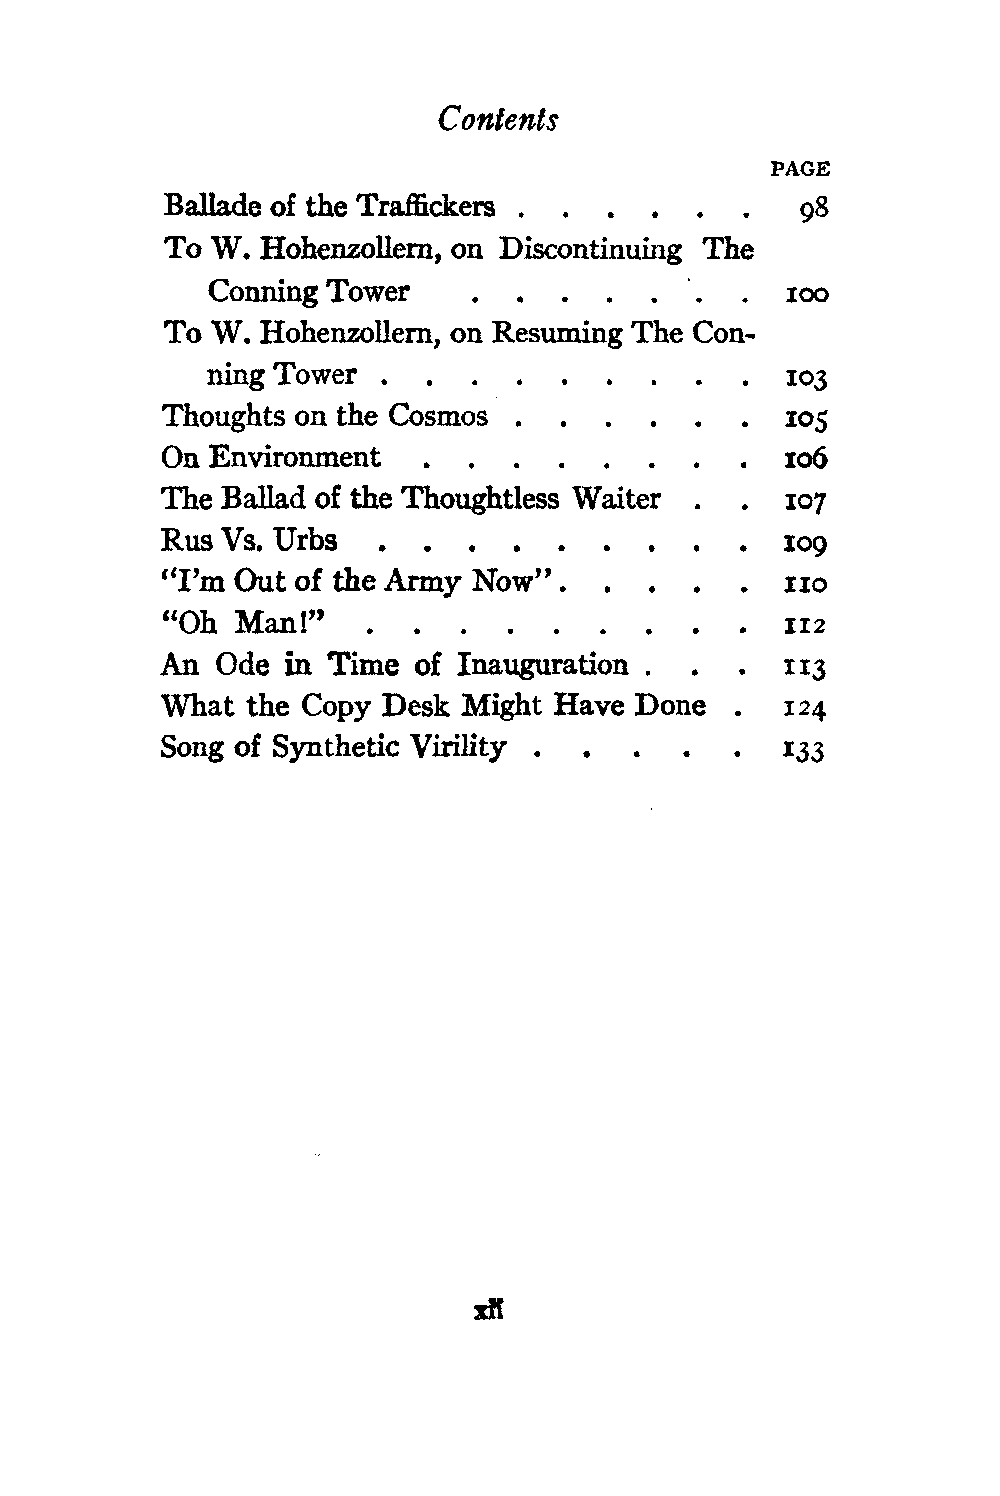 Contents
PAGE
Ballade of the Traffickers . . . . . . 98
To W. Hohenzollern, on Discontinuing The
Conning Tower . . . . . . . 100
To W. Hohenzollern, on Resuming The Con-
ning Tower . . . . . . . . . 103
Thoughts on the Cosmos . . . . . . 105
On Environment . . . . . . . . 106
The Ballad of the Thoughtless Waiter . . 107
Rus Vs. Urbs . . . . . . . . . 109
“I’m Out of the Army Now” . . . . . 110
“Oh Man!” . . . . . . . . . 112
An Ode in Time of Inauguration . . . 113
What the Copy Desk Might Have Done . 124
Song of Synthetic Virility . . . . . 133
xii